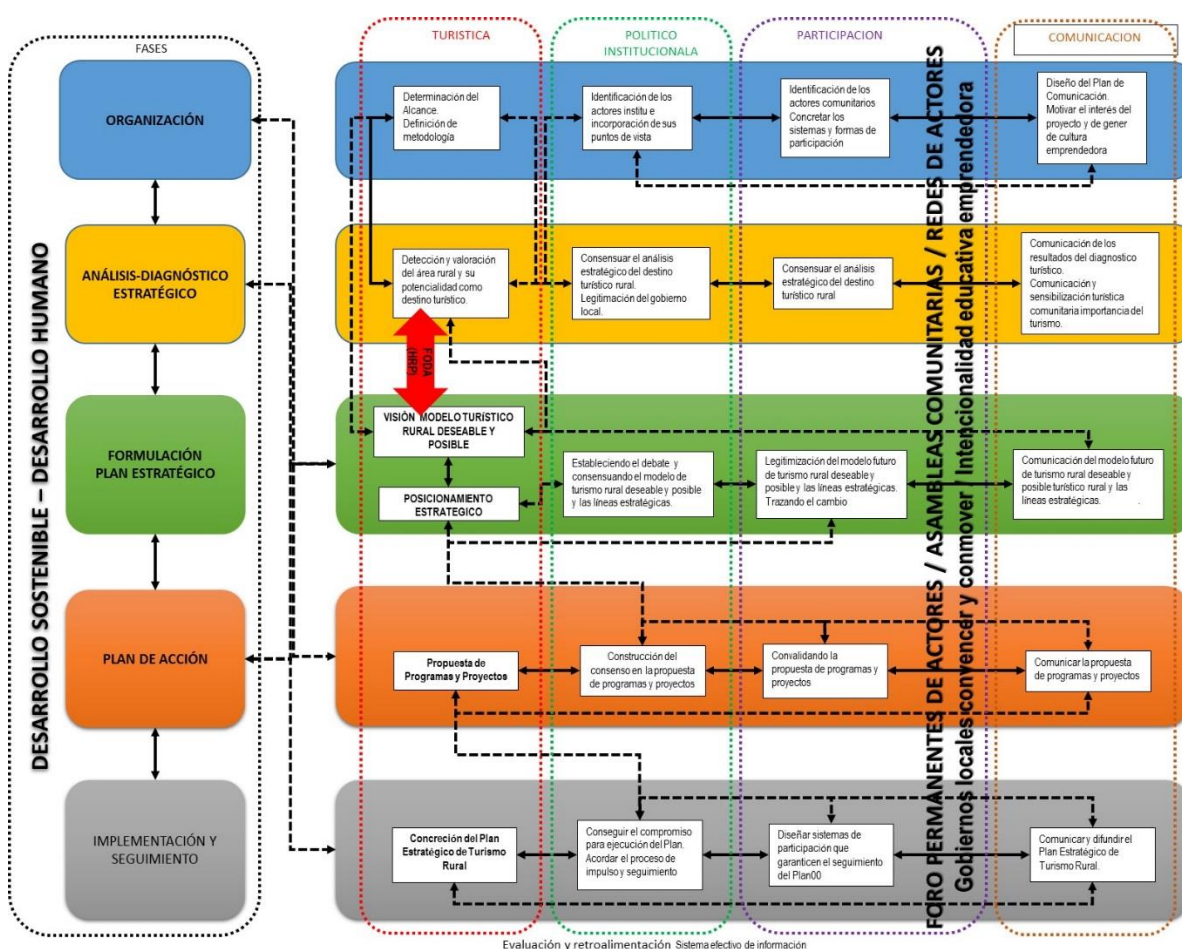 FASES
TURISTICA
POLITICO
INSTITUCIONALA
PARTICIPACION
COMUNICACION
DESARROLLO SOSTENIBLE – DESARROLLO HUMANO
ORGANIZACIÓN
Determinación del
Alcance.
Definición de
metodología
Identificación de los
actores institu e
incorporación de sus
puntos de vista
Identificación de los
actores comunitarios
Concretar los
sistemas y formas de
participación
Diseño del Plan de
Comunicación.
Motivar el interés del
proyecto y de gener
de cultura
emprendedora
ANÁLISIS-DIAGNÓSTICO
ESTRATÉGICO
Detección y valoración
del área rural y su
potencialidad como
destino turístico.
Consensuar el análisis
estratégico del destino
turístico rural.
Legitimación del gobierno
local.
Consensuar el análisis
estratégico del destino
turístico rural
Comunicación de los
resultados del diagnostico
turístico.
Comunicación y
sensibilización turística
comunitaria importancia del
turismo.
FODA
(HRP)
FORMULACIÓN
PLAN ESTRATÉGICO
VISIÓN MODELO TURÍSTICO
RURAL DESEABLE Y
POSIBLE
POSICIONAMIENTO
ESTRATEGICO
Estableciendo el debate y
consensuando el modelo de
turismo rural deseable y posible
y las líneas estratégicas.
Legitimización del modelo futuro
de turismo rural deseable y
posible y las líneas estratégicas.
Trazando el cambio
Comunicación del modelo futuro
de turismo rural deseable y
posible turístico rural y las
líneas estratégicas.
PLAN DE ACCIÓN
Propuesta de
Programas y Proyectos
Construcción del
consenso en la propuesta
de programas y proyectos
Convalidando la
propuesta de programas y
proyectos
Comunicar la propuesta
de programas y proyectos
IMPLEMENTACIÓN Y
SEGUIMIENTO
Concreción del Plan
Estratégico de Turismo
Rural
Conseguir el compromiso
para ejecución del Plan.
Acordar el proceso de
impulso y seguimiento
Diseñar sistemas de
participación que
garanticen el seguimiento
del Plan00
Comunicar y difundir el
Plan Estratégico de
Turismo Rural.
FORO PERMANENTES DE ACTORES / ASAMBLEAS COMUNITARIAS / REDES DE ACTORES
Gobiernos locales convencer y conmover / Intencionalidad educativa emprendedora
Evaluación y retroalimentación Sistema efectivo de información